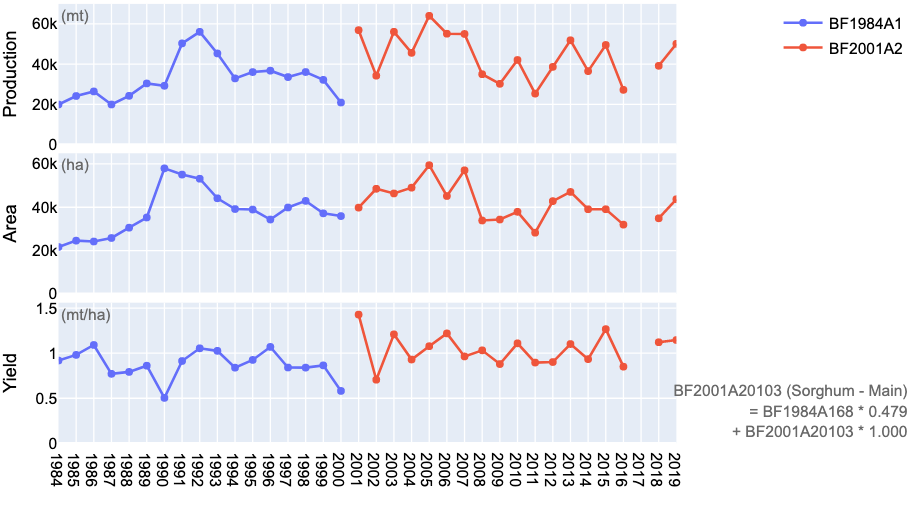 60k (mt)
40k
20k
0
Production
BF1984A1
BF2001A2
60k (ha)
40k
20k
0
Area
1.5 (mt/ha)
1
0.5
0
Yield
BF2001A20103 (Sorghum - Main)
= BF1984A168 * 0.479
+ BF2001A20103 * 1.000
1984 1985 1986 1987 1988 1989 1990 1991 1992 1993 1994 1995 1996 1997 1998 1999 2000 2001 2002 2003 2004 2005 2006 2007 2008 2009 2010 2011 2012 2013 2014 2015 2016 2017 2018 2019